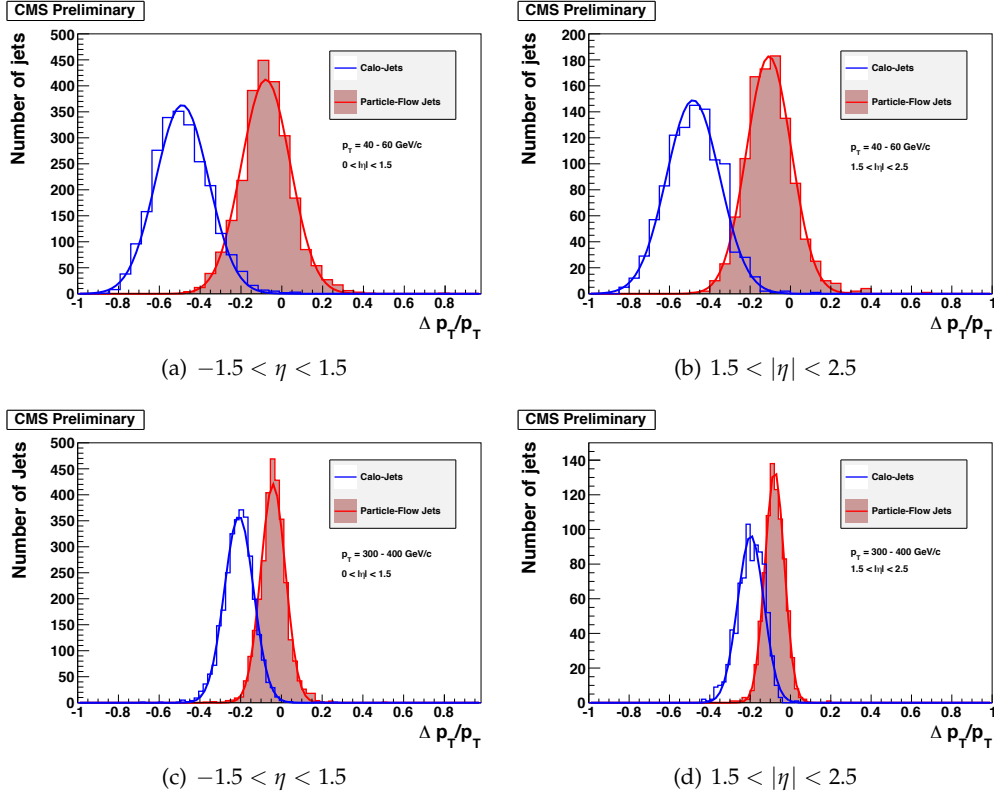 CMS Preliminary
Number of jets
500
450
400
350
300
250
200
150
100
50
0
-1 -0.8 -0.6 -0.4 -0.2 0 0.2 0.4 0.6 0.8
Δ p_T/p_T
Calo-Jets
Particle-Flow Jets
p_T = 40 - 60 GeV/c
0 < |η| < 1.5
(a) −1.5 < η < 1.5
CMS Preliminary
Number of jets
200
180
160
140
120
100
80
60
40
20
0
-1 -0.8 -0.6 -0.4 -0.2 0 0.2 0.4 0.6 0.8 1
Δ p_T/p_T
Calo-Jets
Particle-Flow Jets
p_T = 40 - 60 GeV/c
1.5 < |η| < 2.5
(b) 1.5 < |η| < 2.5
CMS Preliminary
Number of Jets
500
450
400
350
300
250
200
150
100
50
0
-1 -0.8 -0.6 -0.4 -0.2 0 0.2 0.4 0.6 0.8
Δ p_T/p_T
Calo-Jets
Particle-Flow Jets
p_T = 300 - 400 GeV/c
0 < |η| < 1.5
(c) −1.5 < η < 1.5
CMS Preliminary
Number of jets
140
120
100
80
60
40
20
0
-1 -0.8 -0.6 -0.4 -0.2 0 0.2 0.4 0.6 0.8 1
Δ p_T/p_T
Calo-Jets
Particle-Flow Jets
p_T = 300 - 400 GeV/c
1.5 < |η| < 2.5
(d) 1.5 < |η| < 2.5